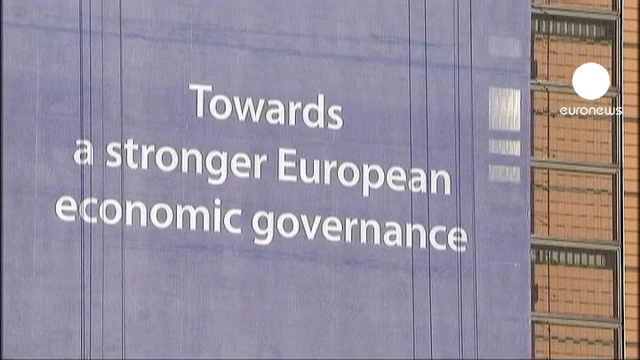 Towards
a stronger European
economic governance
euronews